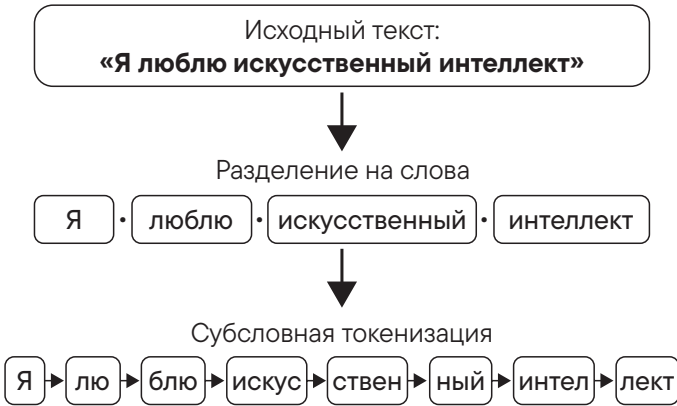 Исходный текст:
«Я люблю искусственный интеллект»
Разделение на слова
Я · люблю · искусственный · интеллект
Субсловная токенизация
Я лю блю искус ствен ный интел лект